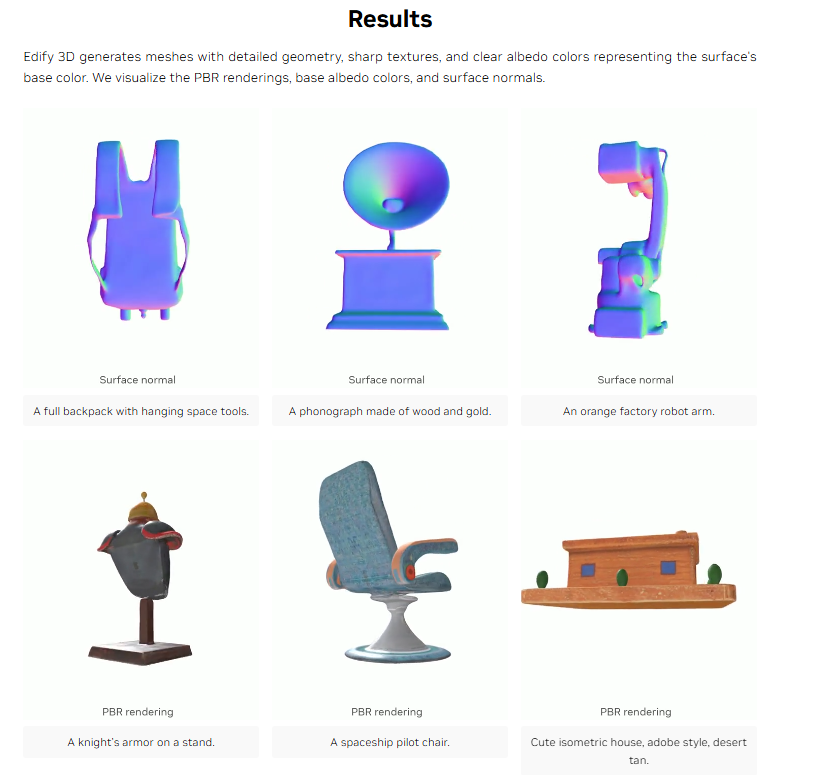 Results
Edify 3D generates meshes with detailed geometry, sharp textures, and clear albedo colors representing the surface's
base color. We visualize the PBR renderings, base albedo colors, and surface normals.
Surface normal
Surface normal
Surface normal
A full backpack with hanging space tools.
A phonograph made of wood and gold.
An orange factory robot arm.
PBR rendering
PBR rendering
PBR rendering
A knight's armor on a stand.
A spaceship pilot chair.
Cute isometric house, adobe style, desert
tan.